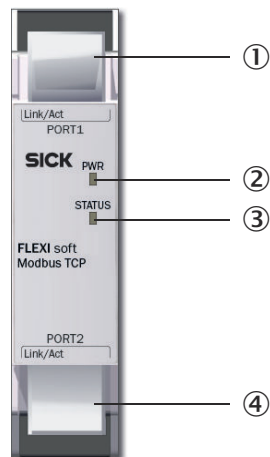 ①
Link/Act
PORT1
SICK
PWR
②
STATUS
③
FLEXI soft
Modbus TCP
PORT2
Link/Act
④